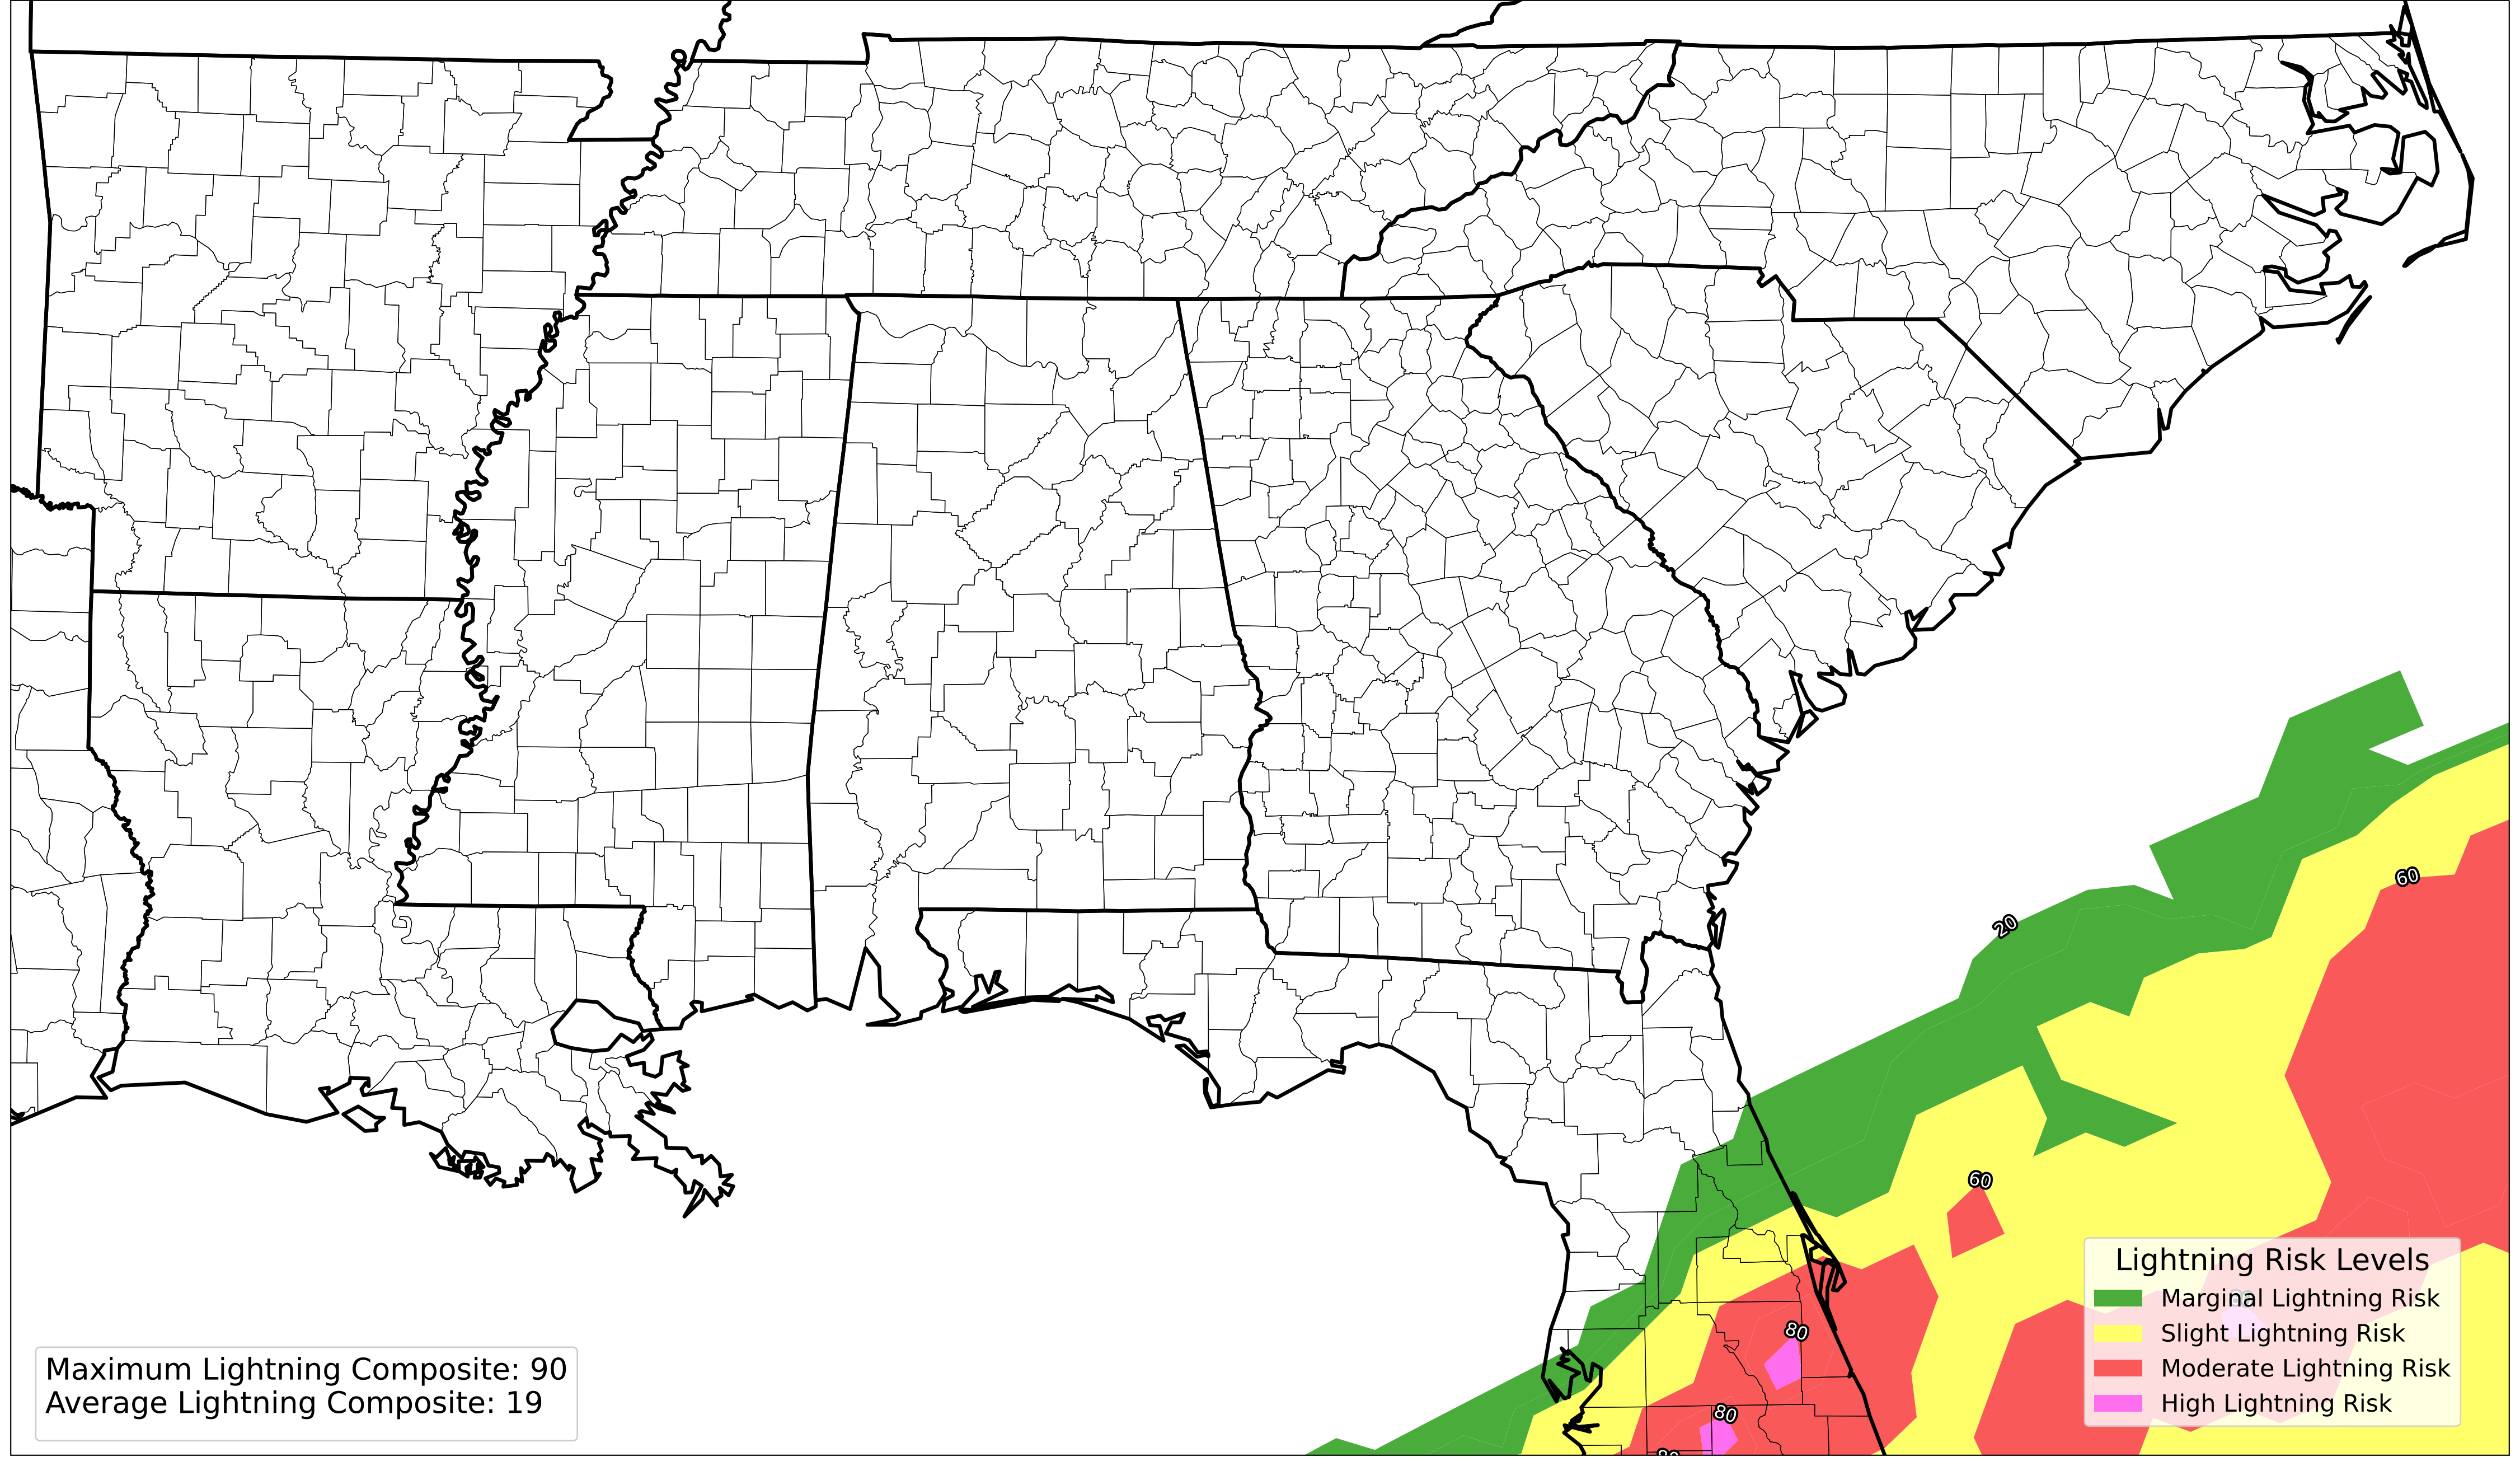 20
60
60
80
80
80
Lightning Risk Levels
Marginal Lightning Risk
Slight Lightning Risk
Moderate Lightning Risk
High Lightning Risk
Maximum Lightning Composite: 90
Average Lightning Composite: 19